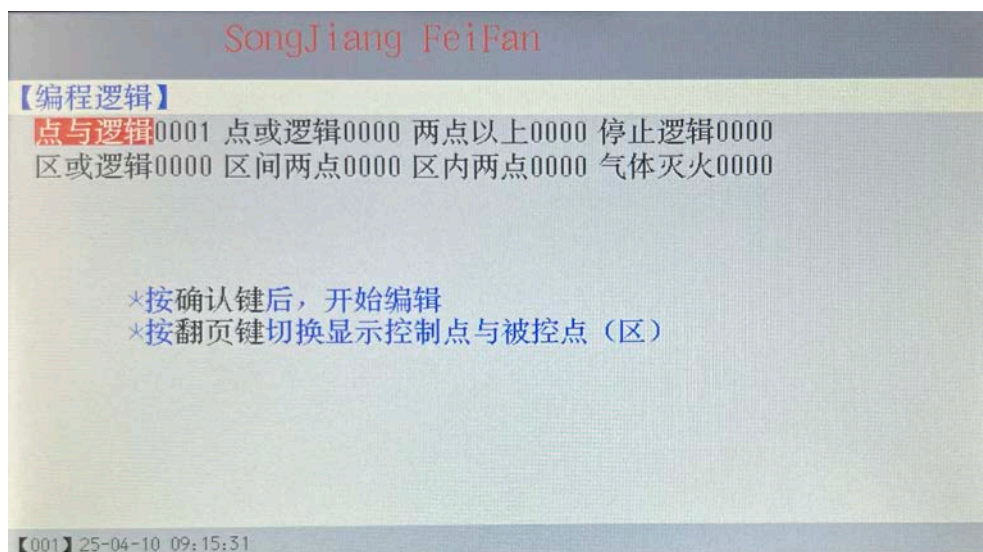 SongJiang FeiFan
【编程逻辑】
点与逻辑0001 点或逻辑0000 两点以上0000 停止逻辑0000
区或逻辑0000 区间两点0000 区内两点0000 气体灭火0000
*按确认键后，开始编辑
*按翻页键切换显示控制点与被控点（区）
【001】25-04-10 09:15:31